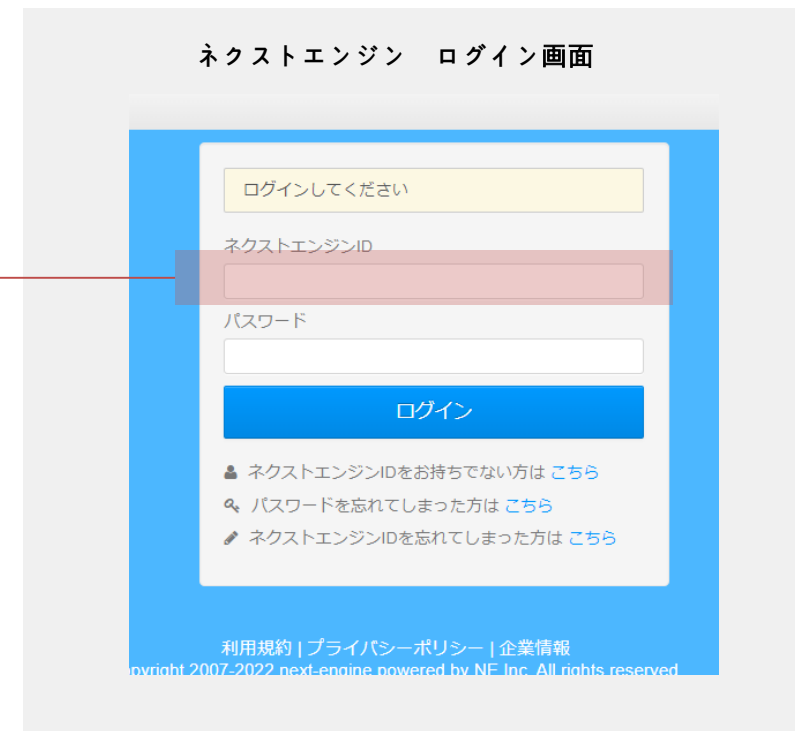 ネクストエンジン　ログイン画面
ログインしてください
ネクストエンジンID
パスワード
ログイン
ネクストエンジンIDをお持ちでない方は こちら
パスワードを忘れてしまった方は こちら
ネクストエンジンIDを忘れてしまった方は こちら
利用規約 | プライバシーポリシー | 企業情報
opyright 2007-2022 next-engine powered by NE Inc. All rights reserved